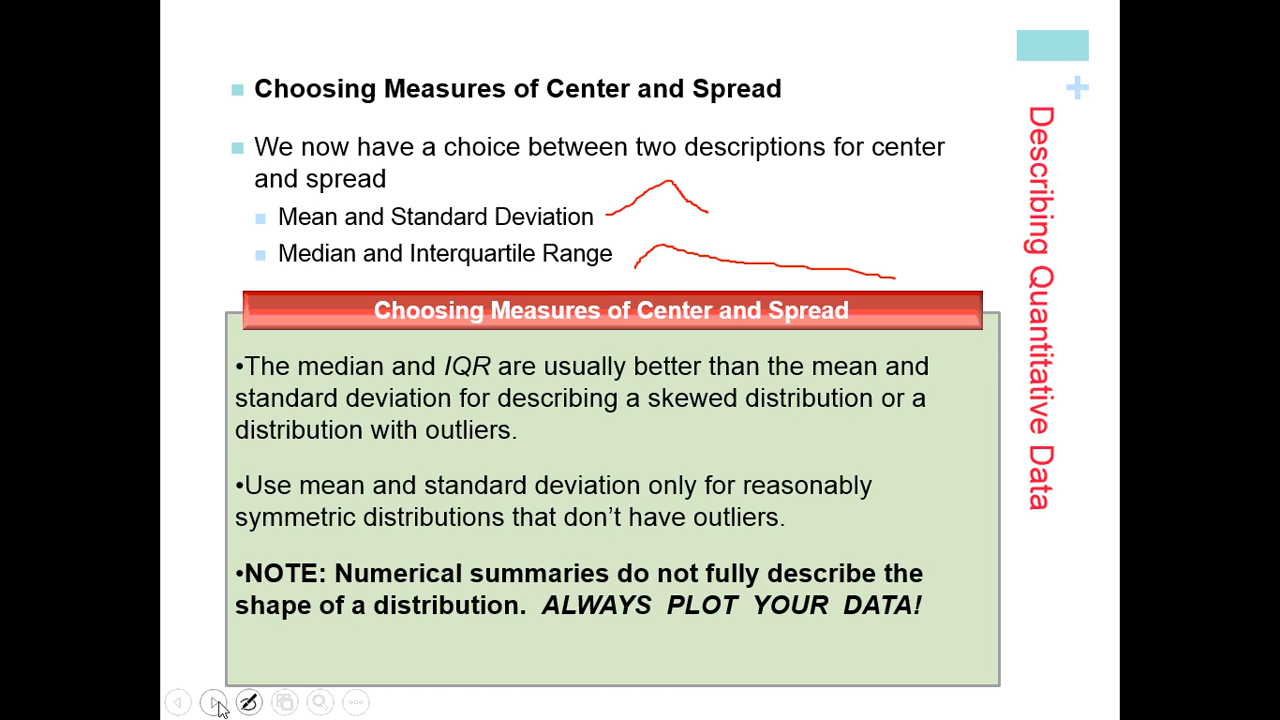 Choosing Measures of Center and Spread
We now have a choice between two descriptions for center
and spread
Mean and Standard Deviation
Median and Interquartile Range
Choosing Measures of Center and Spread
•The median and IQR are usually better than the mean and
standard deviation for describing a skewed distribution or a
distribution with outliers.
•Use mean and standard deviation only for reasonably
symmetric distributions that don’t have outliers.
•NOTE: Numerical summaries do not fully describe the
shape of a distribution. ALWAYS PLOT YOUR DATA!
+
Describing Quantitative Data